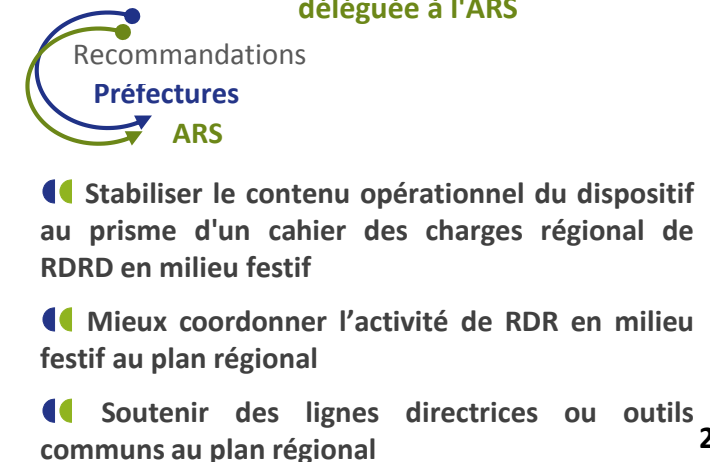 déléguée à l'ARS
Recommandations
Préfectures
ARS
Stabiliser le contenu opérationnel du dispositif
au prisme d'un cahier des charges régional de
RDRD en milieu festif
Mieux coordonner l’activité de RDR en milieu
festif au plan régional
Soutenir des lignes directrices ou outils
communs au plan régional
2